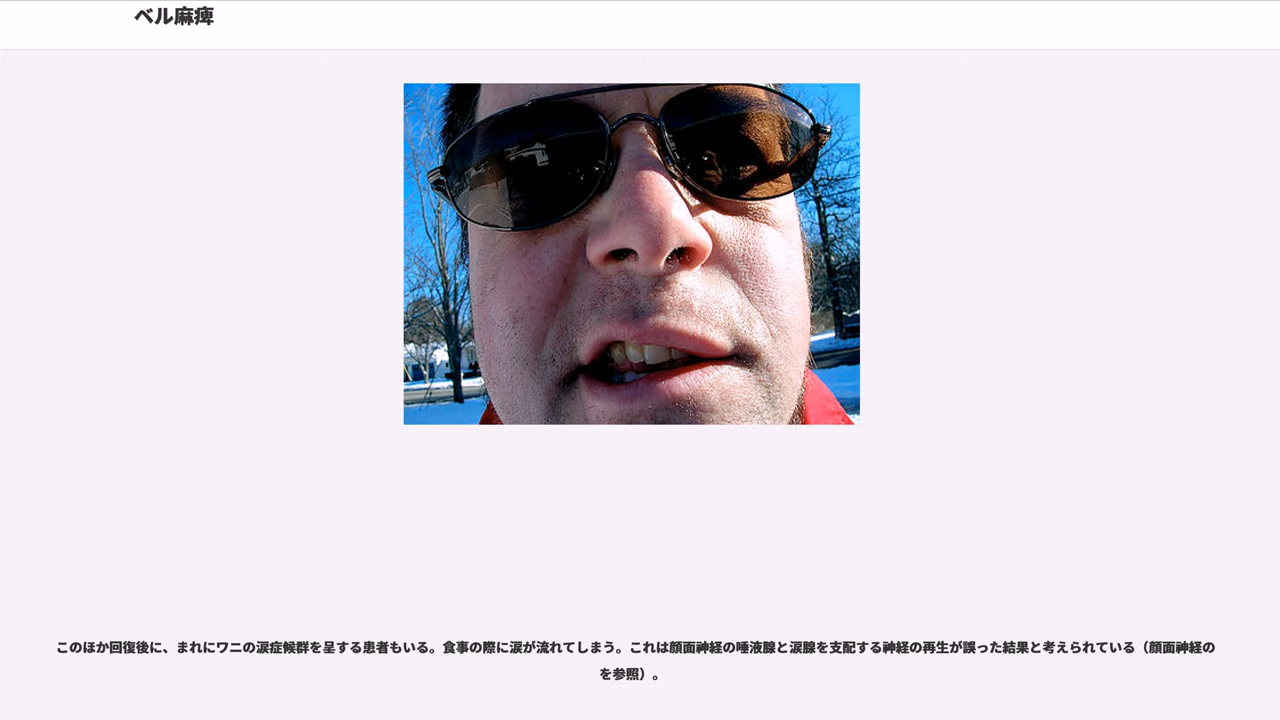 ベル麻痺
このほか回復後に、まれにワニの涙症候群を呈する患者もいる。食事の際に涙が流れてしまう。これは顔面神経の唾液腺と涙腺を支配する神経の再生が誤った結果と考えられている（顔面神経の
を参照）。